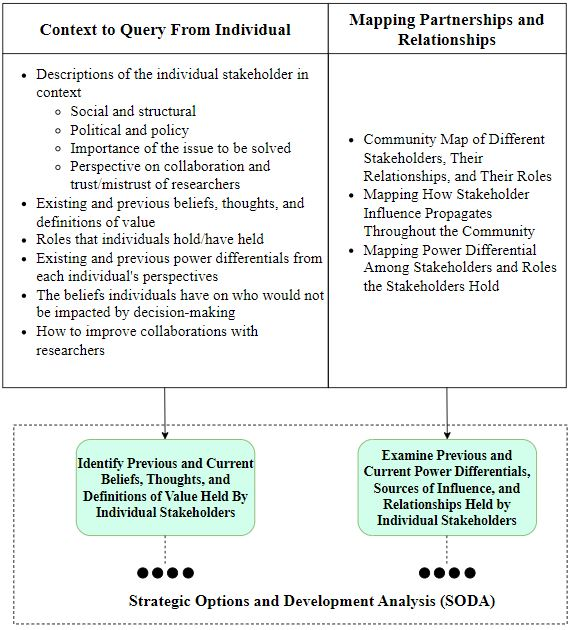 Context to Query From Individual
Descriptions of the individual stakeholder in
context
Social and structural
Political and policy
Importance of the issue to be solved
Perspective on collaboration and
trust/mistrust of researchers
Existing and previous beliefs, thoughts, and
definitions of value
Roles that individuals hold/have held
Existing and previous power differentials from
each individual's perspectives
The beliefs individuals have on who would not
be impacted by decision-making
How to improve collaborations with
researchers
Mapping Partnerships and
Relationships
Community Map of Different
Stakeholders, Their
Relationships, and Their Roles
Mapping How Stakeholder
Influence Propagates
Throughout the Community
Mapping Power Differential
Among Stakeholders and Roles
the Stakeholders Hold
Identify Previous and Current
Beliefs, Thoughts, and
Definitions of Value Held By
Individual Stakeholders
Examine Previous and
Current Power Differentials,
Sources of Influence, and
Relationships Held by
Individual Stakeholders
Strategic Options and Development Analysis (SODA)